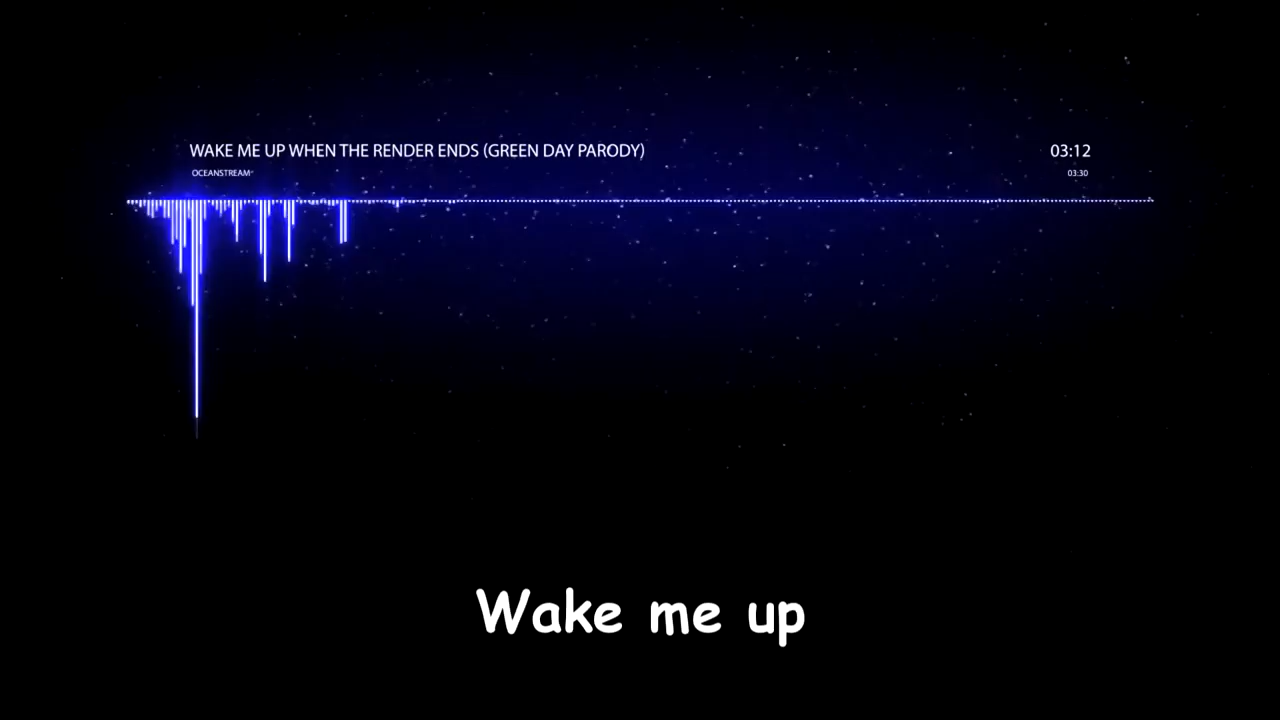 WAKE ME UP WHEN THE RENDER ENDS (GREEN DAY PARODY)
03:12
OCEANSTREAM
03:30
Wake me up